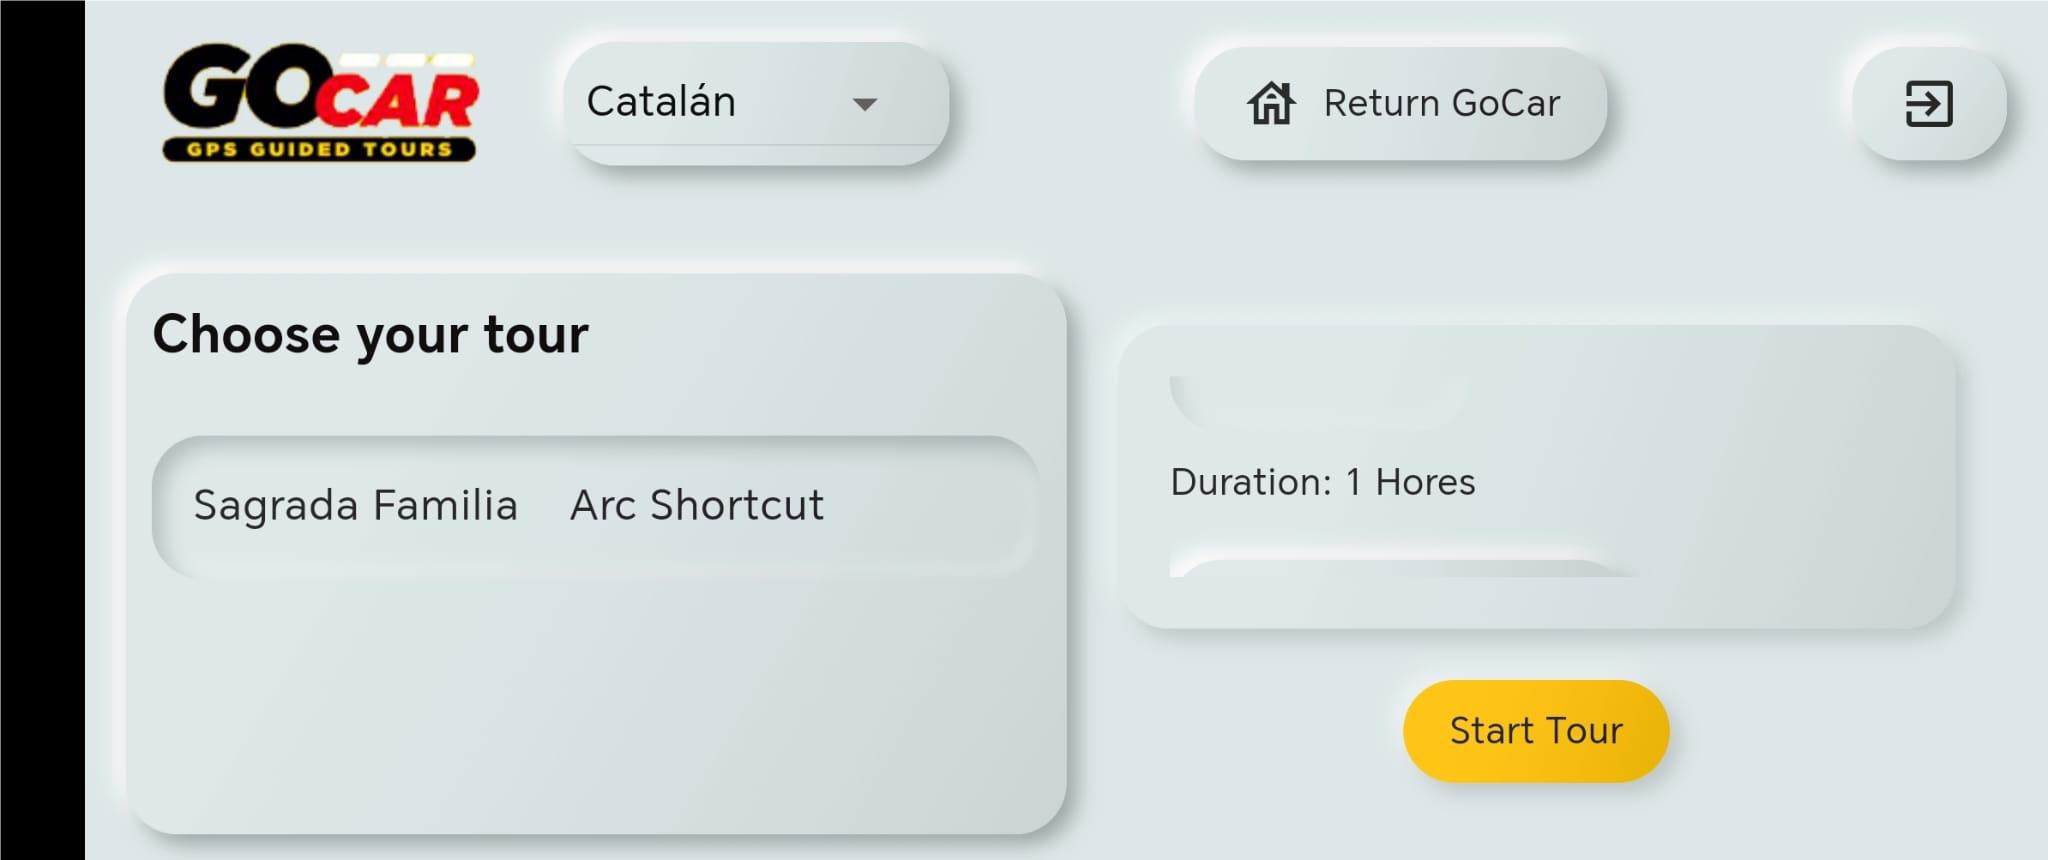 GOCAR
GPS GUIDED TOURS
Catalán
Return GoCar
Choose your tour
Sagrada Familia Arc Shortcut
Duration: 1 Hores
Start Tour